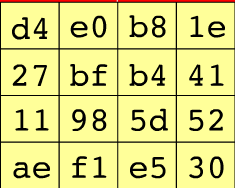 d4 e0 b8 1e
27 bf b4 41
11 98 5d 52
ae f1 e5 30